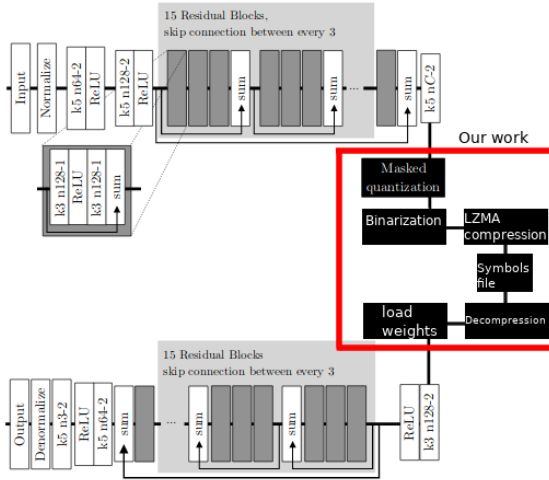 15 Residual Blocks,
skip connection between every 3
Input
Normalize
k5 n64-2
ReLU
k5 n128-2
ReLU
sum
sum
...
sum
k5 nC-2
k3 n128-1
ReLU
k3 n128-1
sum
Our work
Masked
quantization
Binarization
LZMA
compression
Symbols
file
Decompression
load
weights
15 Residual Blocks
skip connection between every 3
Output
Denormalize
k5 n3-2
ReLU
k5 n64-2
sum
...
sum
sum
ReLU
k3 n128-2